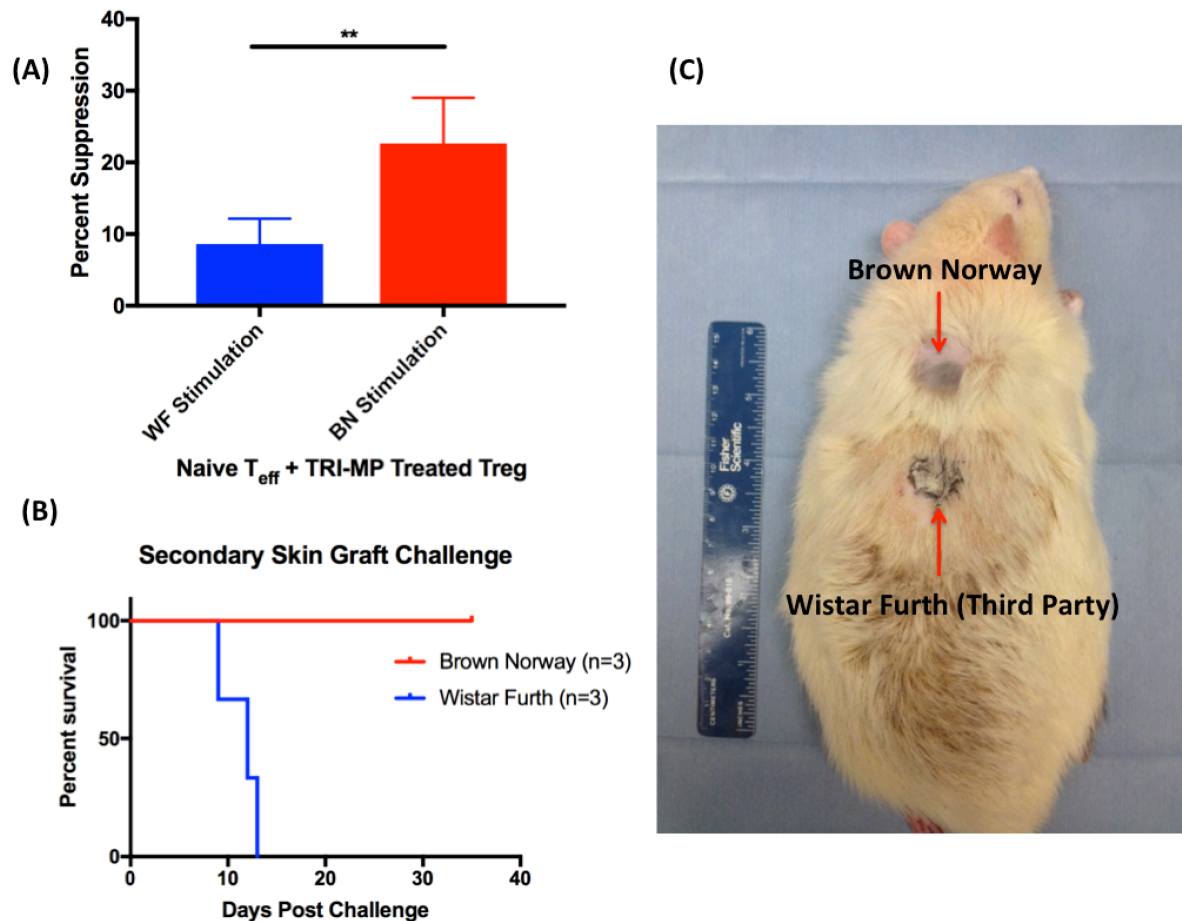 (A)
40
30
20
10
0
Percent Suppression
**
WF Stimulation
BN Stimulation
Naive Teff + TRI-MP Treated Treg
(B)
Secondary Skin Graft Challenge
100
50
0
Percent survival
0 10 20 30 40
Days Post Challenge
Brown Norway (n=3)
Wistar Furth (n=3)
(C)
Brown Norway
Wistar Furth (Third Party)
Fisher
Scientific
CENTIMETERS
INCHES